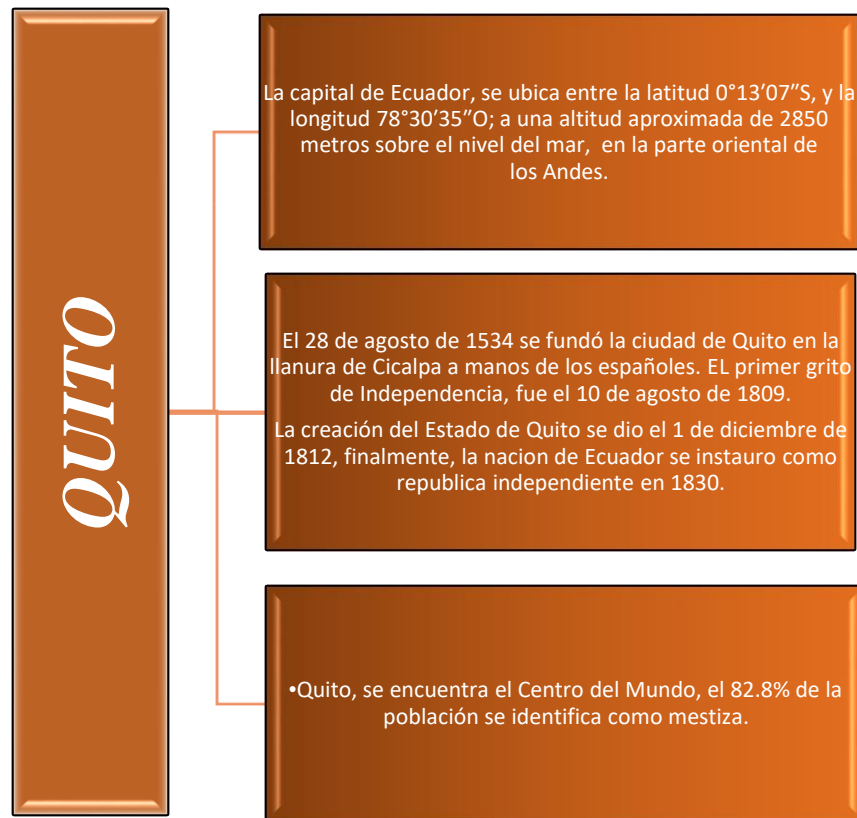 QUITO
La capital de Ecuador, se ubica entre la latitud 0°13’07”S, y la
longitud 78°30’35”O; a una altitud aproximada de 2850
metros sobre el nivel del mar, en la parte oriental de
los Andes.
El 28 de agosto de 1534 se fundó la ciudad de Quito en la
llanura de Cicalpa a manos de los españoles. EL primer grito
de Independencia, fue el 10 de agosto de 1809.
La creación del Estado de Quito se dio el 1 de diciembre de
1812, finalmente, la nacion de Ecuador se instauro como
republica independiente en 1830.
•Quito, se encuentra el Centro del Mundo, el 82.8% de la
población se identifica como mestiza.